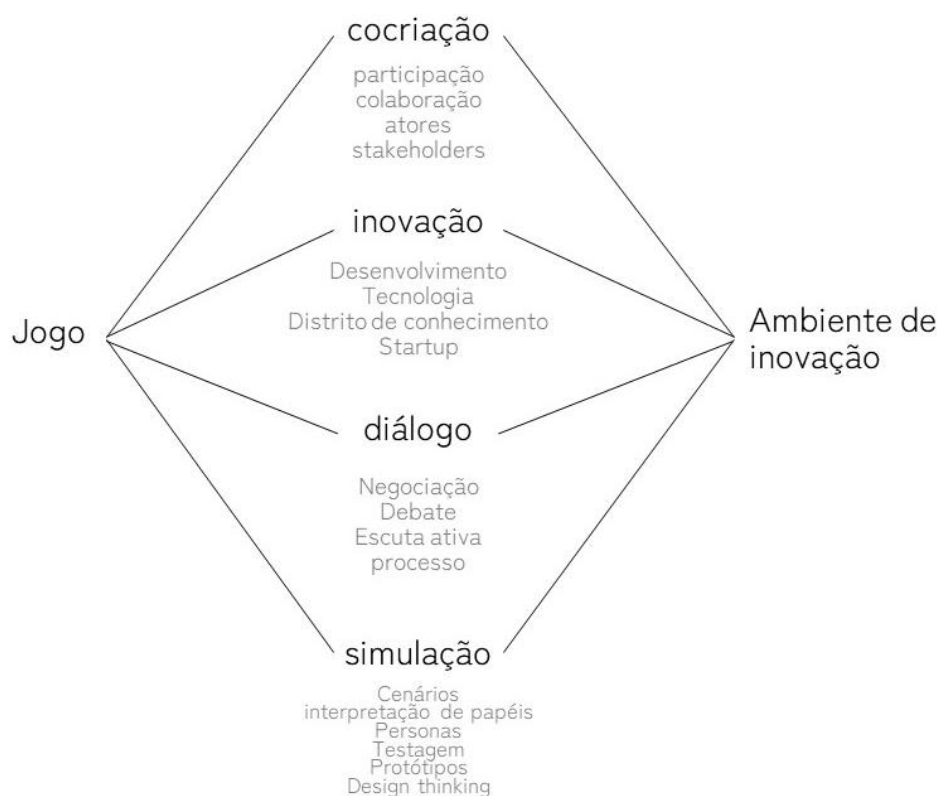 cocriação
participação
colaboração
atores
stakeholders
inovação
Desenvolvimento
Tecnologia
Distrito de conhecimento
Startup
Jogo
Ambiente de
inovação
diálogo
Negociação
Debate
Escuta ativa
processo
simulação
Cenários
interpretação de papéis
Personas
Testagem
Protótipos
Design thinking